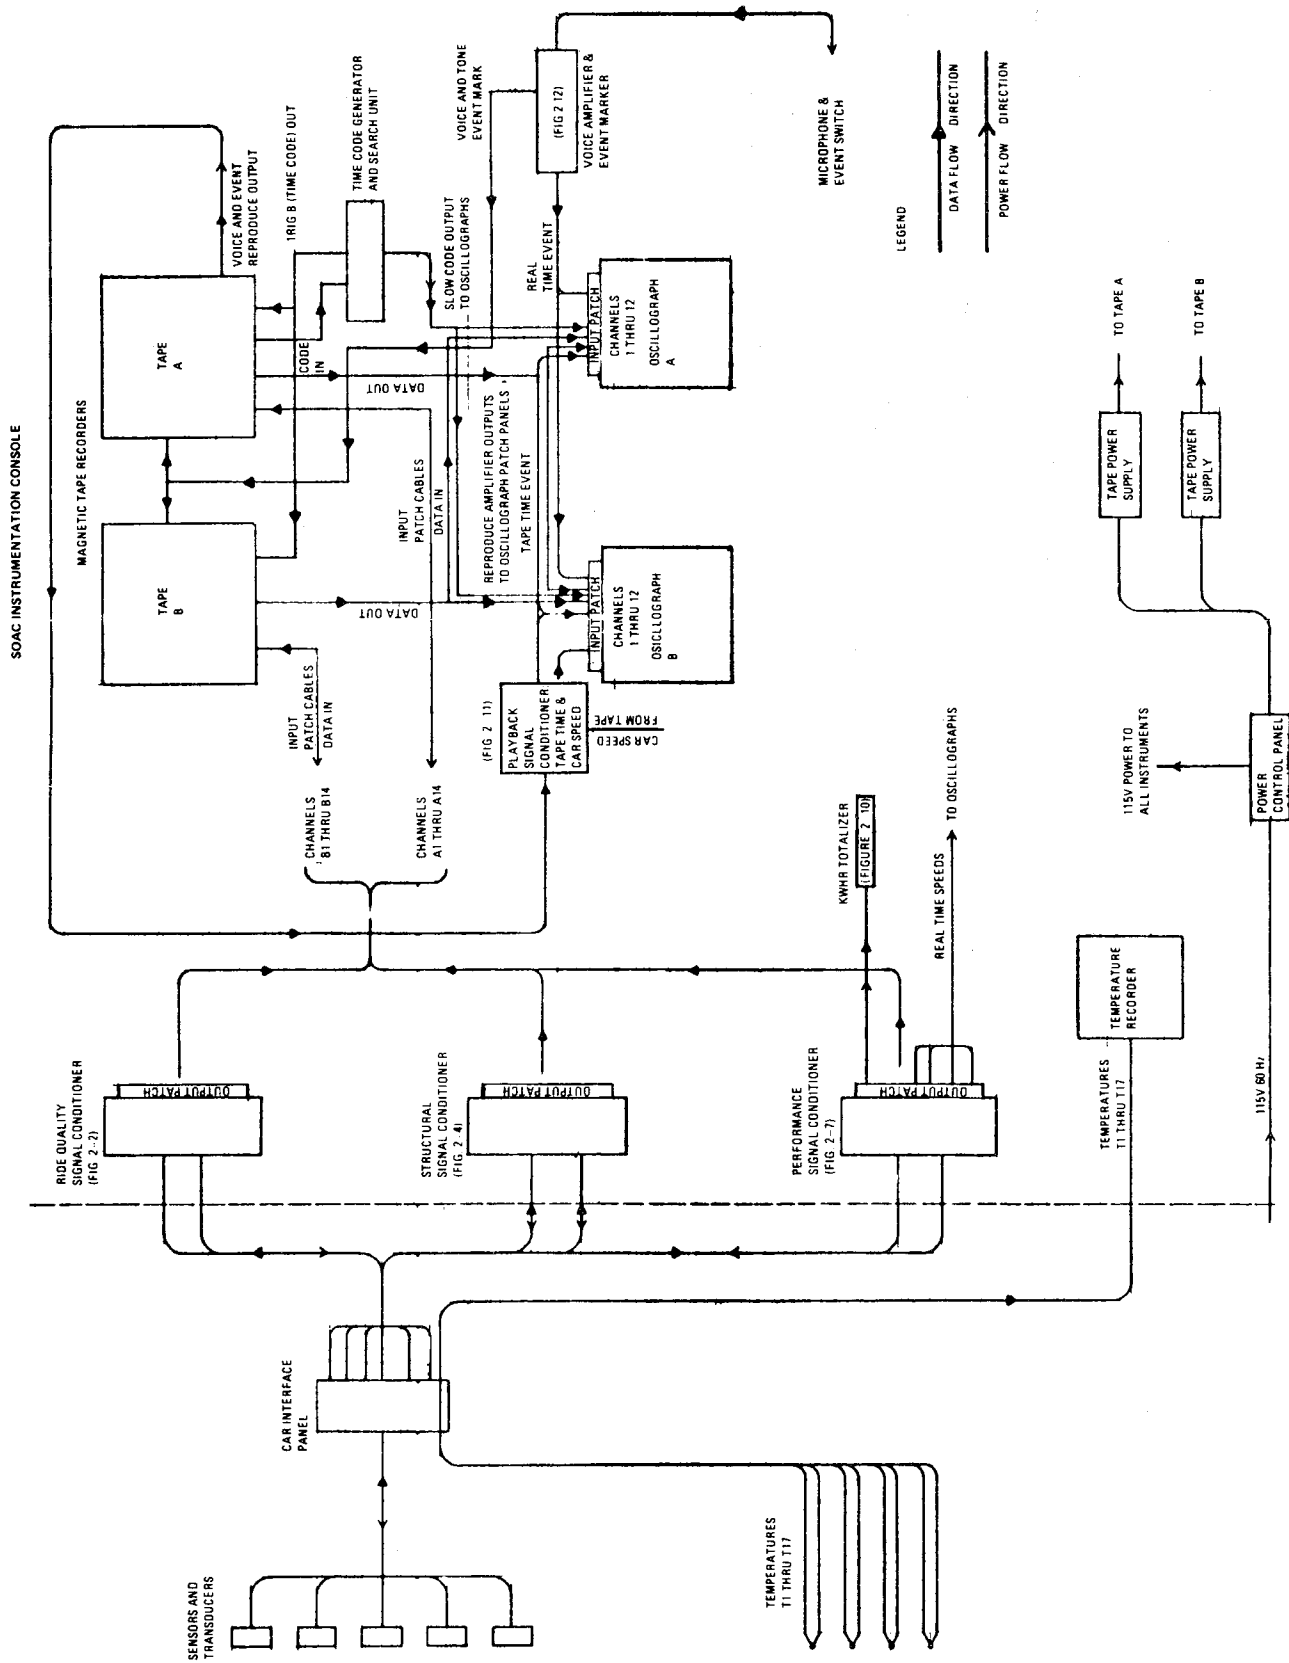 SOAC INSTRUMENTATION CONSOLE
MAGNETIC TAPE RECORDERS
TAPE
B
TAPE
A
VOICE AND EVENT
REPRODUCE OUTPUT
IRIG B (TIME CODE) OUT
TIME CODE GENERATOR
AND SEARCH UNIT
CODE
IN
DATA OUT
DATA OUT
INPUT
PATCH CABLES
DATA IN
INPUT
PATCH CABLES
DATA IN
CHANNELS
B1 THRU B14
CHANNELS
A1 THRU A14
VOICE AND TONE
EVENT MARK
SLOW CODE OUTPUT
TO OSCILLOGRAPHS
REPRODUCE AMPLIFIER OUTPUTS
TO OSCILLOGRAPH PATCH PANELS
TAPE TIME EVENT
REAL
TIME EVENT
(FIG 2 12)
VOICE AMPLIFIER &
EVENT MARKER
MICROPHONE &
EVENT SWITCH
(FIG 2 11)
PLAYBACK
SIGNAL
CONDITIONER
TAPE TIME &
CAR SPEED
CAR SPEED
FROM TAPE
INPUT PATCH
CHANNELS
1 THRU 12
OSICLLOGRAPH
B
INPUT PATCH
CHANNELS
1 THRU 12
OSCILLOGRAPH
A
LEGEND
DATA FLOW DIRECTION
POWER FLOW DIRECTION
RIDE QUALITY
SIGNAL CONDITIONER
(FIG 2-2)
OUTPUT PATCH
STRUCTURAL
SIGNAL CONDITIONER
(FIG 2-4)
OUTPUT PATCH
PERFORMANCE
SIGNAL CONDITIONER
(FIG 2-7)
OUTPUT PATCH
KWHR TOTALIZER
(FIGURE 2 10)
REAL TIME SPEEDS
TO OSCILLOGRAPHS
TEMPERATURES
T1 THRU T17
TEMPERATURE
RECORDER
115V 60 Hz
POWER
CONTROL PANEL
115V POWER TO
ALL INSTRUMENTS
TAPE POWER
SUPPLY
TO TAPE A
TAPE POWER
SUPPLY
TO TAPE B
CAR INTERFACE
PANEL
SENSORS AND
TRANSDUCERS
TEMPERATURES
T1 THRU T17